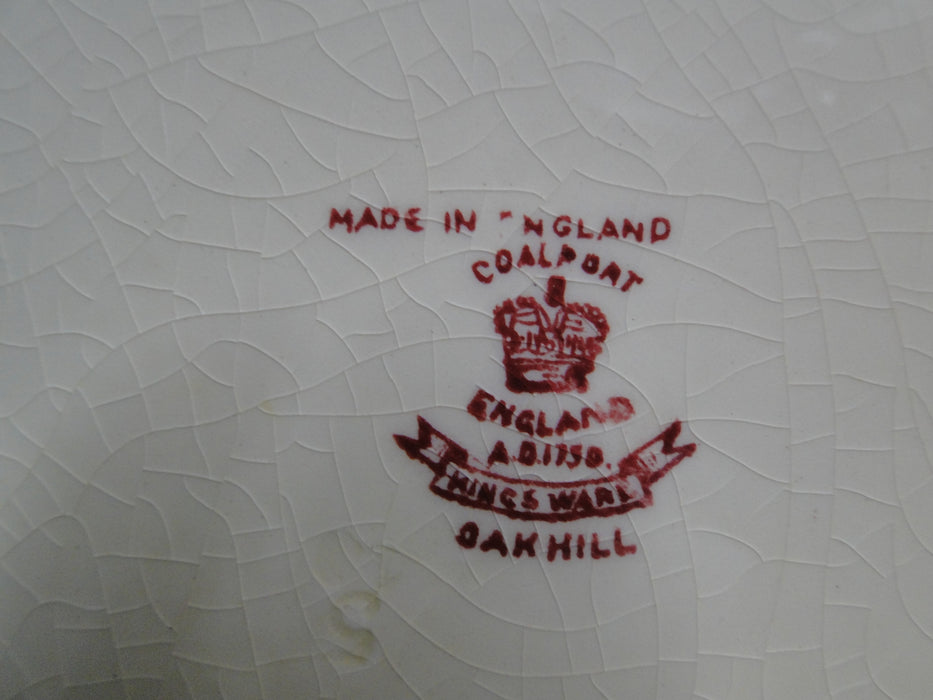 MADE IN ENGLAND
COALPORT
ENGLAND
A.D.1750.
KINGS WARE
OAK HILL